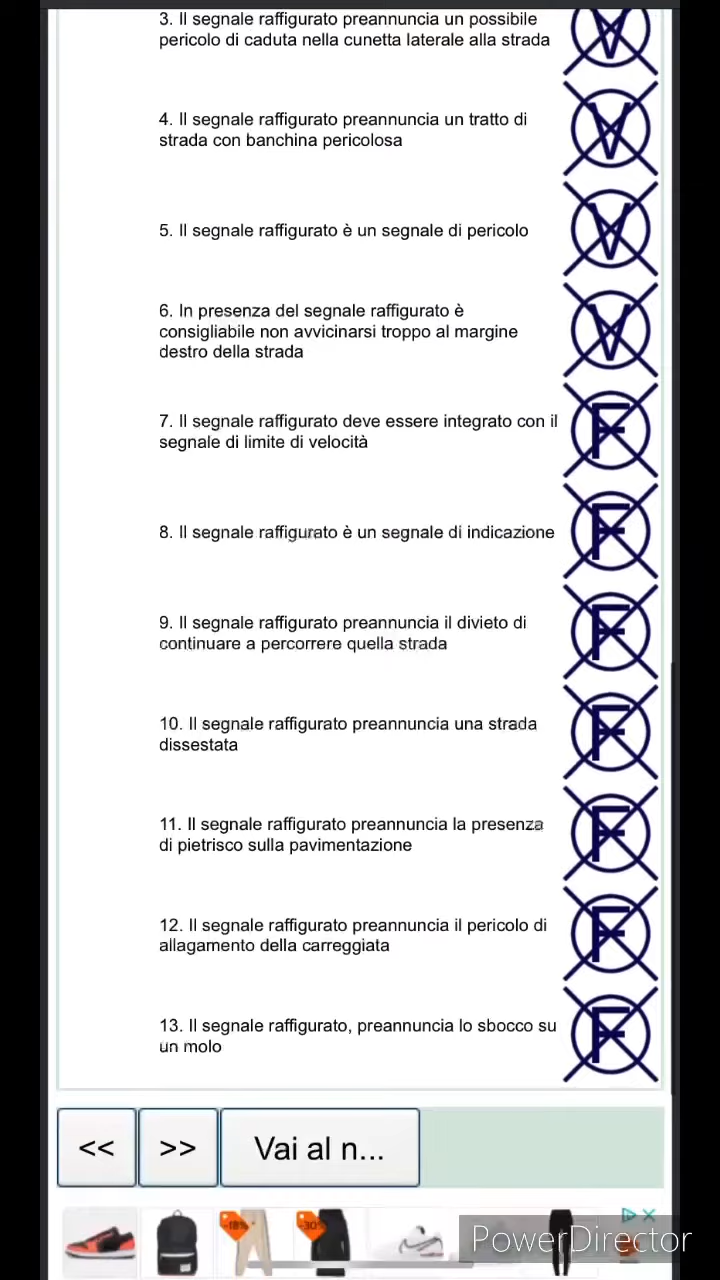 3. Il segnale raffigurato preannuncia un possibile
pericolo di caduta nella cunetta laterale alla strada
V
4. Il segnale raffigurato preannuncia un tratto di
strada con banchina pericolosa
V
5. Il segnale raffigurato è un segnale di pericolo
V
6. In presenza del segnale raffigurato è
consigliabile non avvicinarsi troppo al margine
destro della strada
V
7. Il segnale raffigurato deve essere integrato con il
segnale di limite di velocità
F
8. Il segnale raffigurato è un segnale di indicazione
F
9. Il segnale raffigurato preannuncia il divieto di
continuare a percorrere quella strada
F
10. Il segnale raffigurato preannuncia una strada
dissestata
F
11. Il segnale raffigurato preannuncia la presenza
di pietrisco sulla pavimentazione
F
12. Il segnale raffigurato preannuncia il pericolo di
allagamento della carreggiata
F
13. Il segnale raffigurato, preannuncia lo sbocco su
un molo
F
<< >> Vai al n...
-18% -30%
PowerDirector